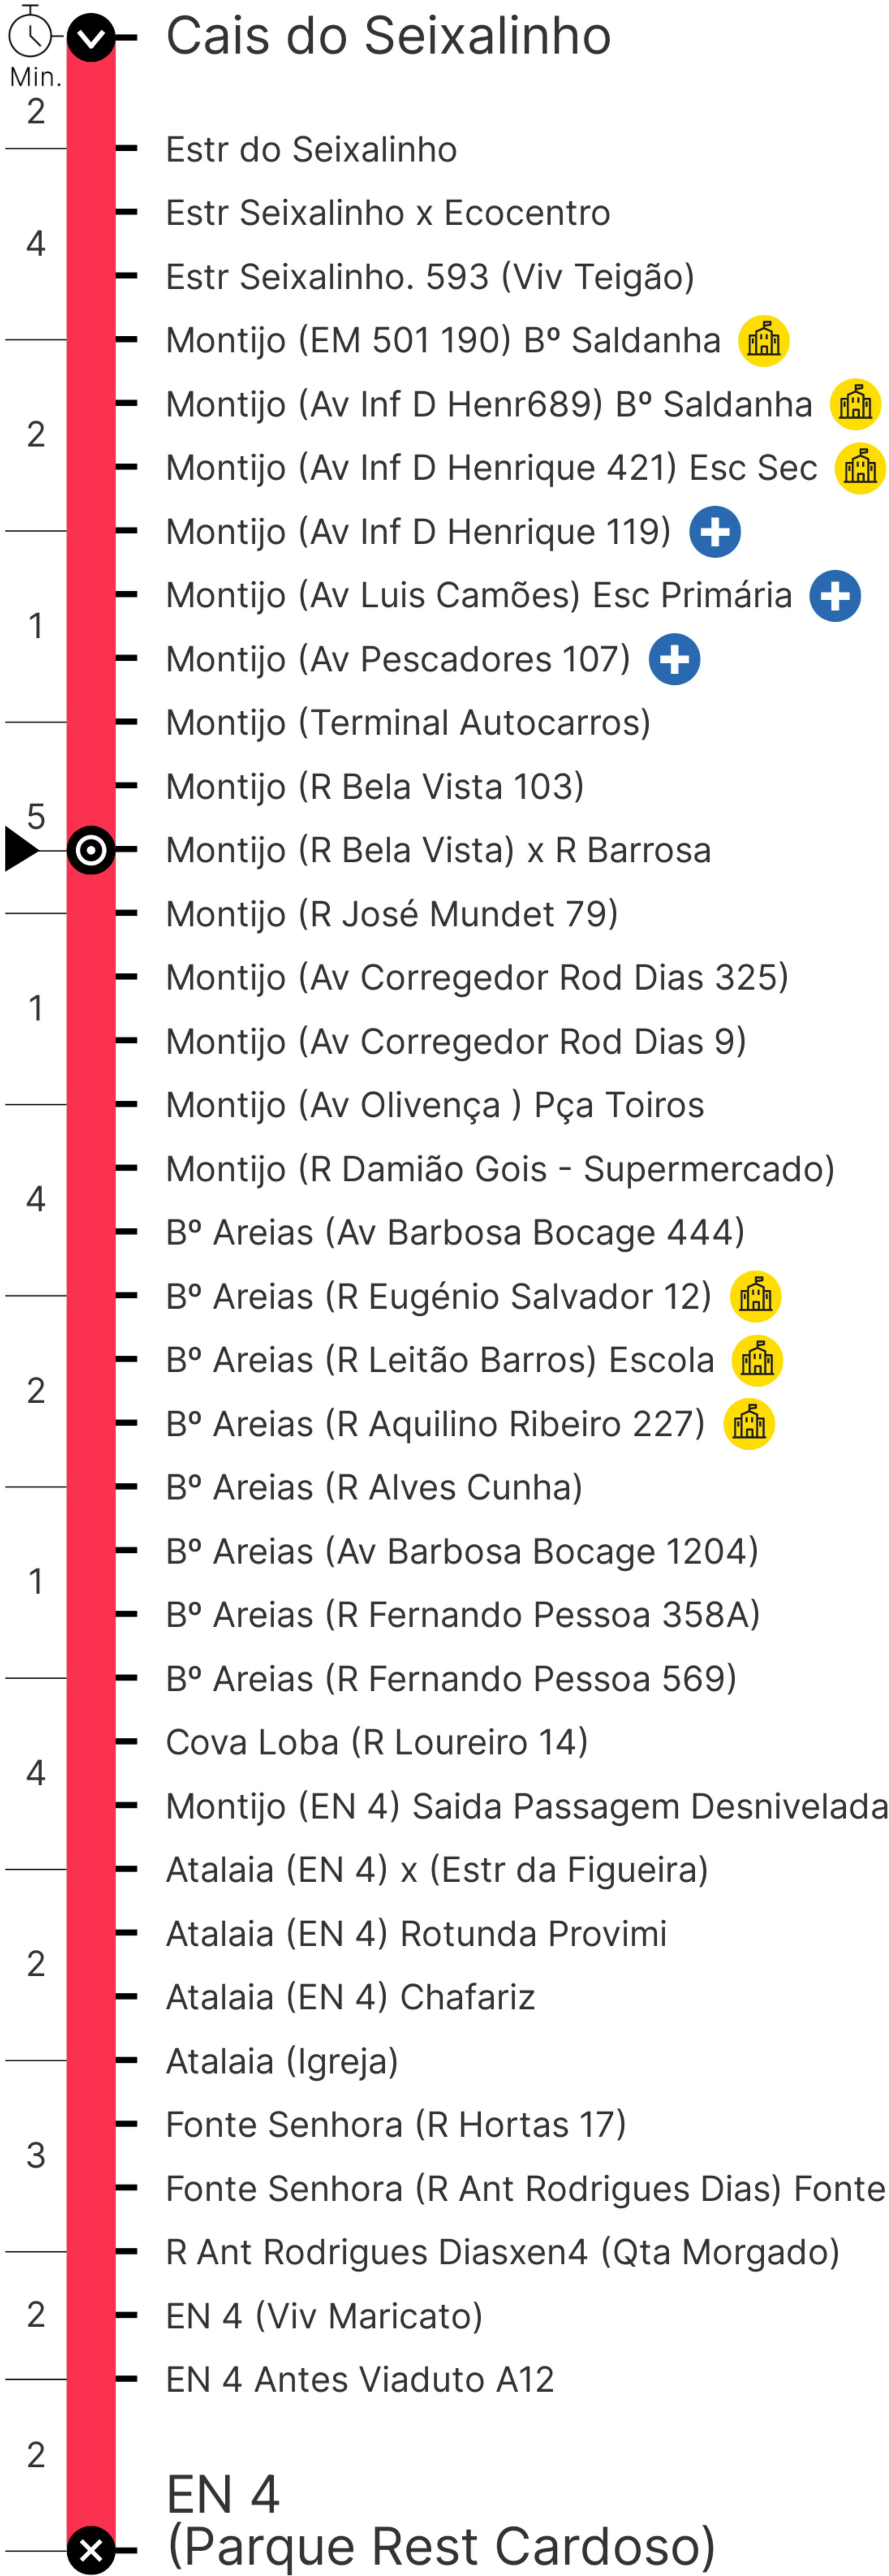 Cais do Seixalinho
Min.
2
Estr do Seixalinho
Estr Seixalinho x Ecocentro
4
Estr Seixalinho. 593 (Viv Teigão)
Montijo (EM 501 190) Bº Saldanha
Montijo (Av Inf D Henr689) Bº Saldanha
2
Montijo (Av Inf D Henrique 421) Esc Sec
Montijo (Av Inf D Henrique 119)
Montijo (Av Luis Camões) Esc Primária
1
Montijo (Av Pescadores 107)
Montijo (Terminal Autocarros)
Montijo (R Bela Vista 103)
5
Montijo (R Bela Vista) x R Barrosa
Montijo (R José Mundet 79)
Montijo (Av Corregedor Rod Dias 325)
1
Montijo (Av Corregedor Rod Dias 9)
Montijo (Av Olivença ) Pça Toiros
Montijo (R Damião Gois - Supermercado)
4
Bº Areias (Av Barbosa Bocage 444)
Bº Areias (R Eugénio Salvador 12)
Bº Areias (R Leitão Barros) Escola
2
Bº Areias (R Aquilino Ribeiro 227)
Bº Areias (R Alves Cunha)
Bº Areias (Av Barbosa Bocage 1204)
1
Bº Areias (R Fernando Pessoa 358A)
Bº Areias (R Fernando Pessoa 569)
Cova Loba (R Loureiro 14)
4
Montijo (EN 4) Saida Passagem Desnivelada
Atalaia (EN 4) x (Estr da Figueira)
Atalaia (EN 4) Rotunda Provimi
2
Atalaia (EN 4) Chafariz
Atalaia (Igreja)
Fonte Senhora (R Hortas 17)
3
Fonte Senhora (R Ant Rodrigues Dias) Fonte
R Ant Rodrigues Diasxen4 (Qta Morgado)
2
EN 4 (Viv Maricato)
EN 4 Antes Viaduto A12
2
EN 4
(Parque Rest Cardoso)